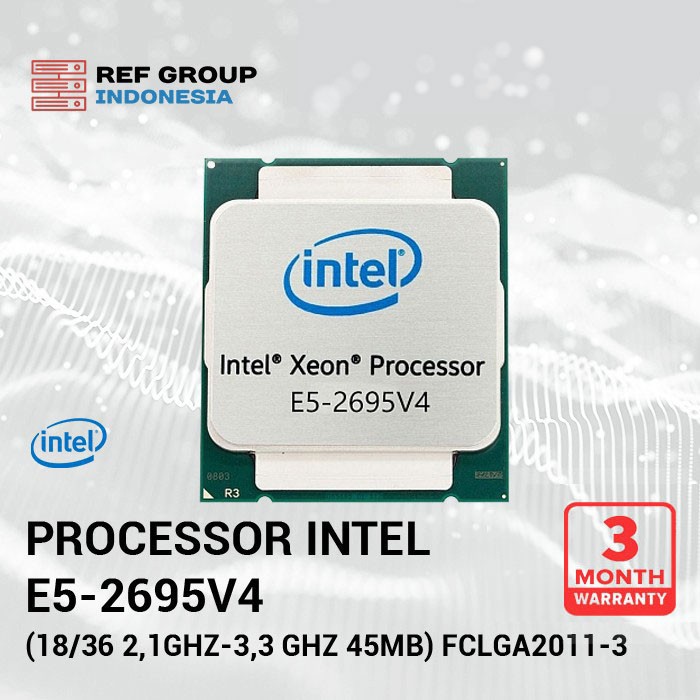 REF GROUP
INDONESIA
intel
Intel® Xeon® Processor
E5-2695V4
intel
0803
R3
PROCESSOR INTEL
E5-2695V4
(18/36 2,1GHZ-3,3 GHZ 45MB) FCLGA2011-3
3
MONTH
WARRANTY